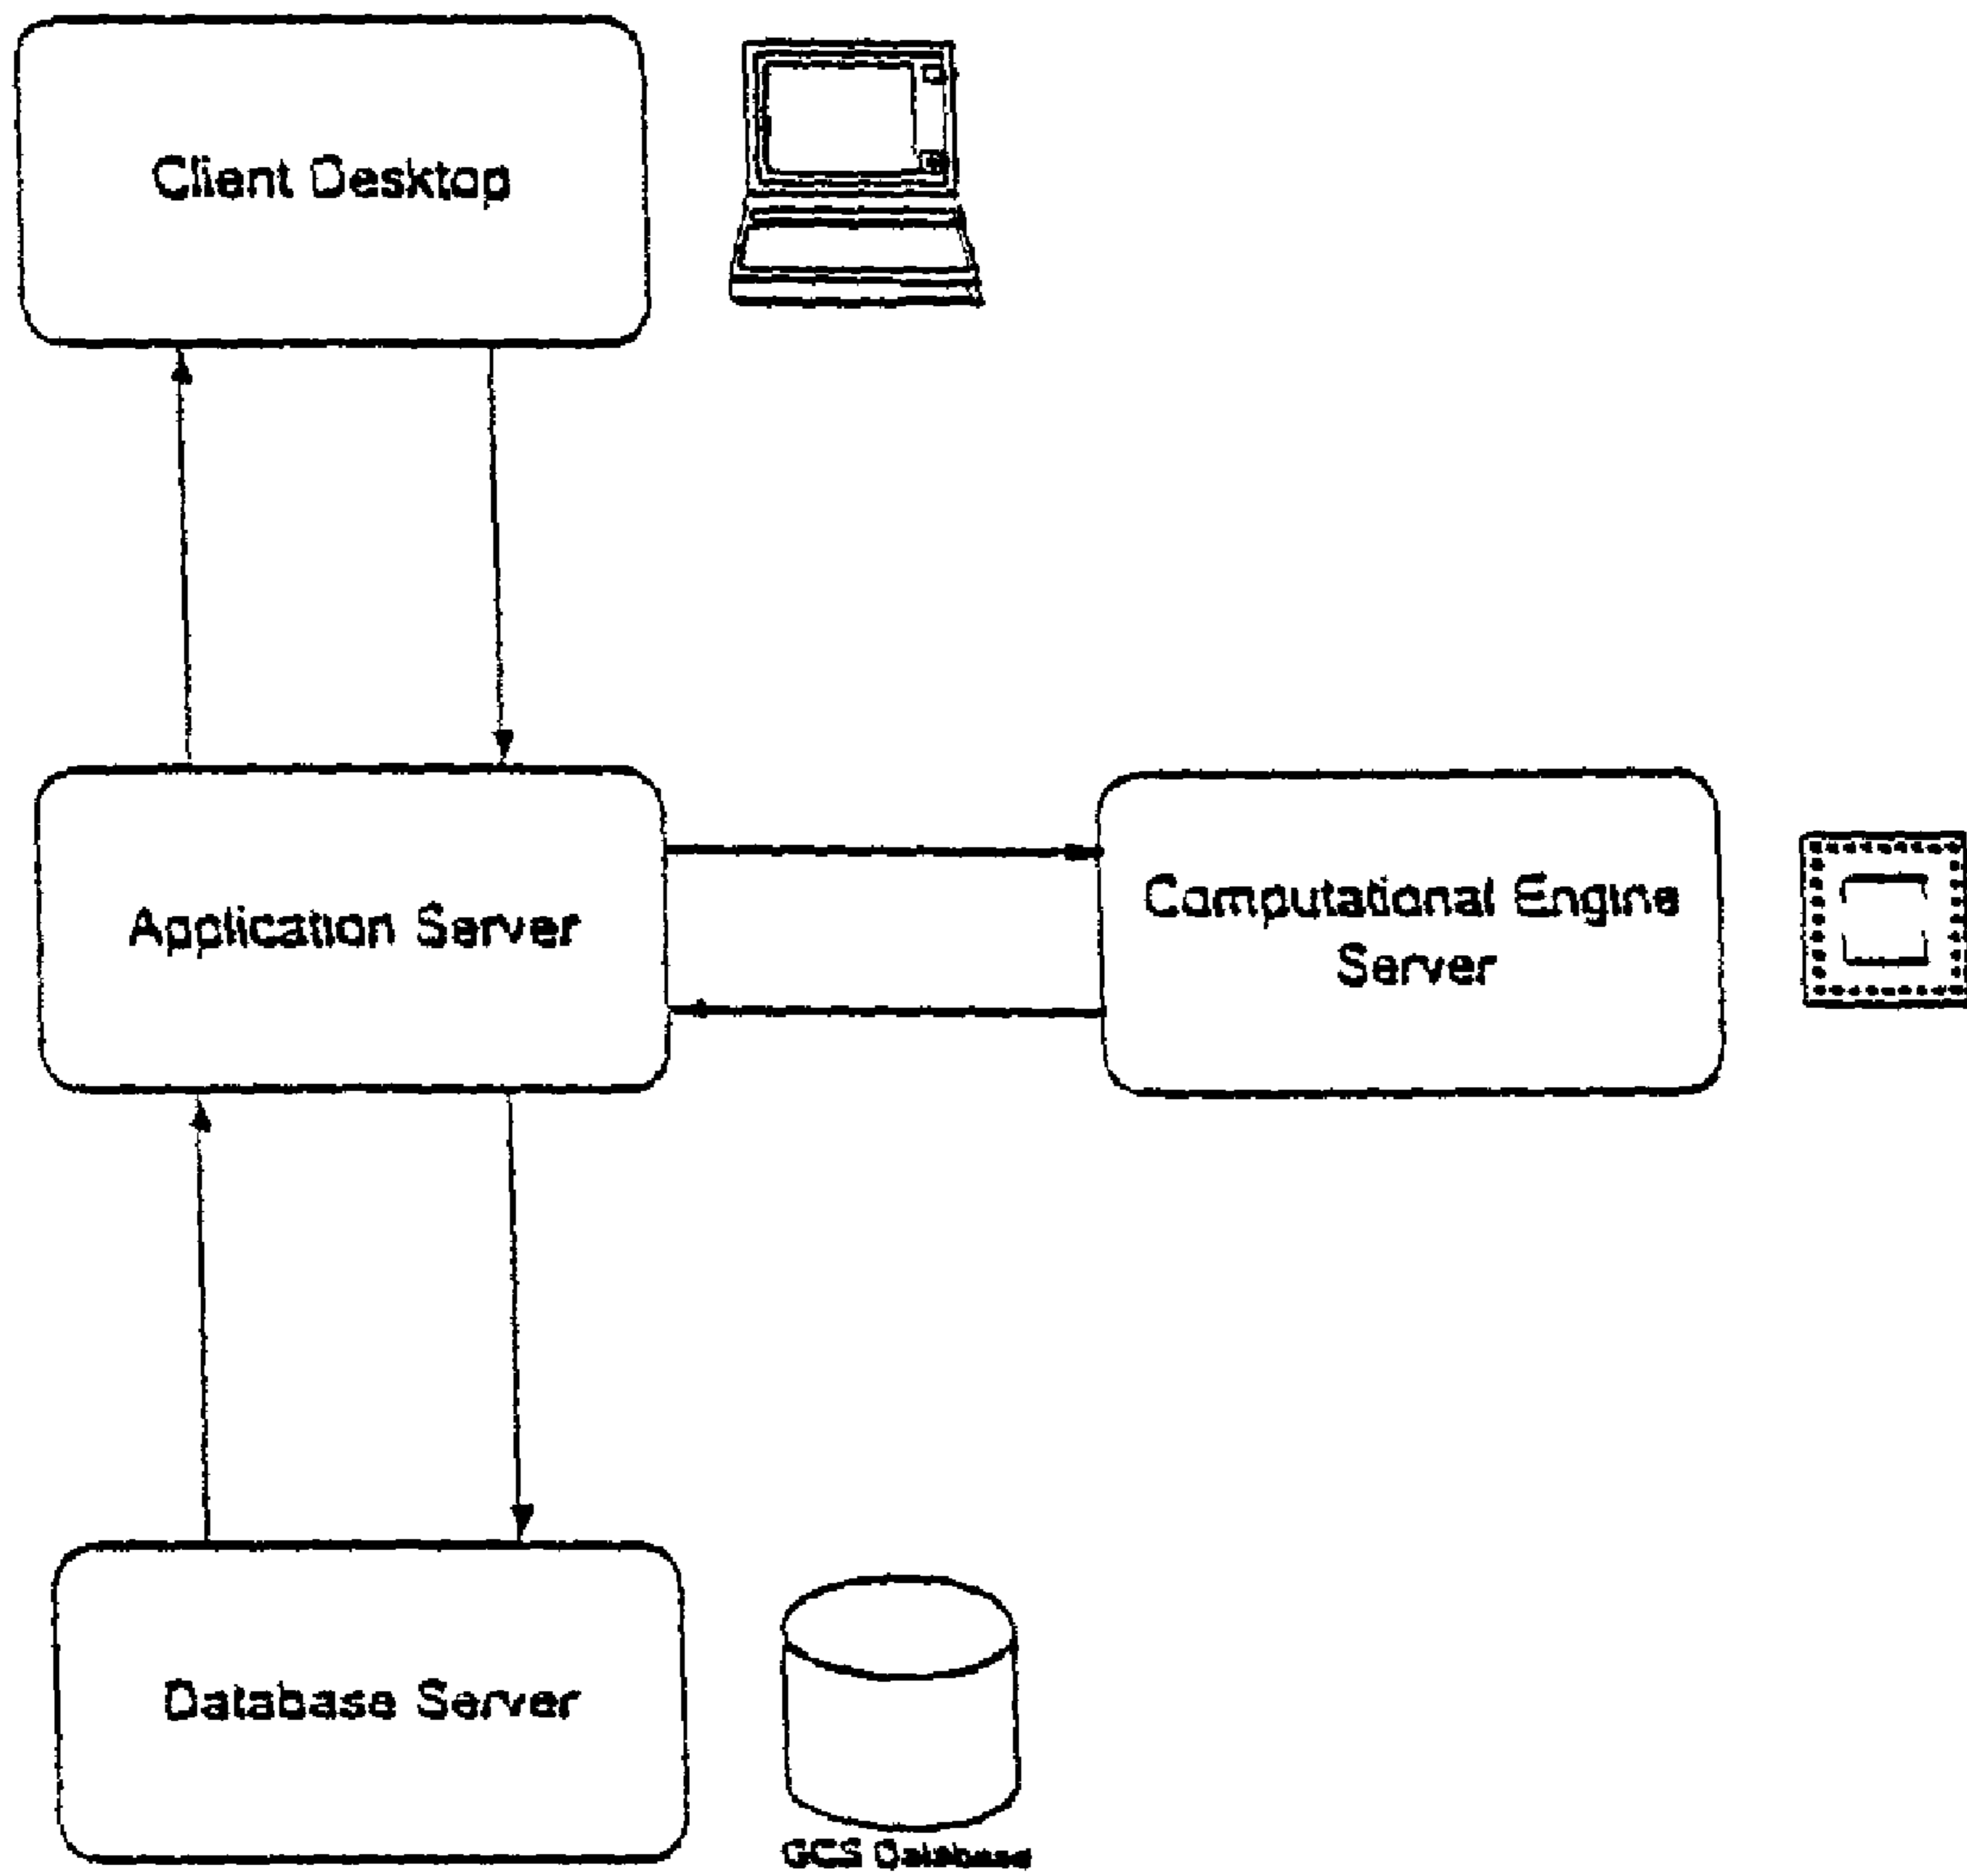 Client Desktop
Application Server
Computational Engine
Server
Database Server
GCS Database